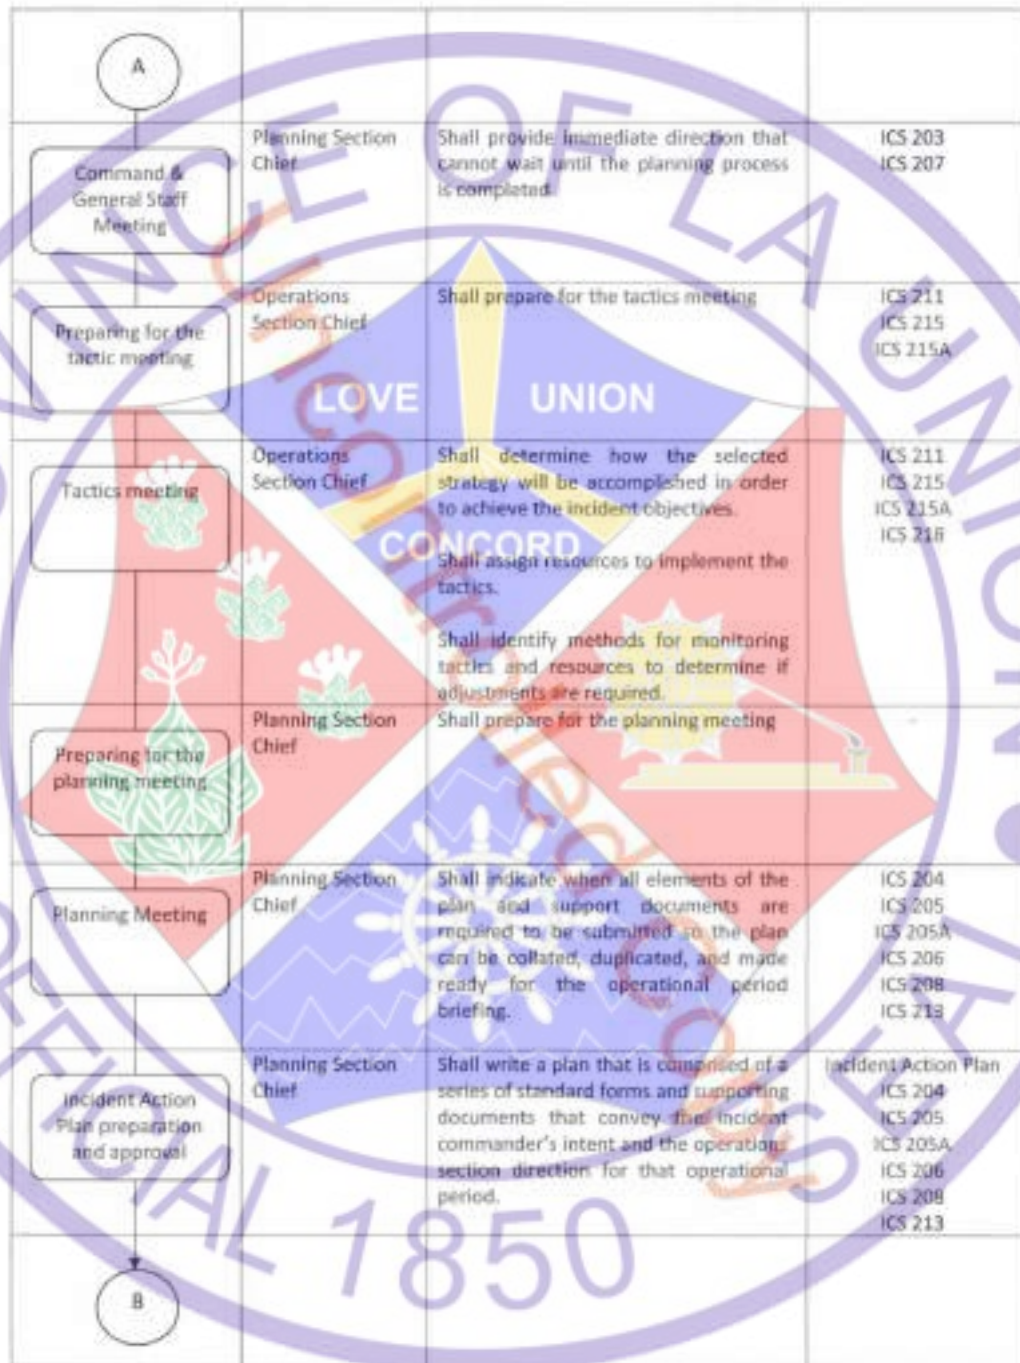 A
Command &
General Staff
Meeting
Planning Section
Chief
Shall provide immediate direction that
cannot wait until the planning process
is completed
ICS 203
ICS 207
Preparing for the
tactic meeting
Operations
Section Chief
Shall prepare for the tactics meeting
ICS 211
ICS 215
ICS 215A
Tactics meeting
Operations
Section Chief
Shall determine how the selected
strategy will be accomplished in order
to achieve the incident objectives.
Shall assign resources to implement the
tactics.
Shall identify methods for monitoring
tactics and resources to determine if
adjustments are required.
ICS 211
ICS 215
ICS 215A
ICS
Preparing for the
planning meeting
Planning Section
Chief
Shall prepare for the planning meeting
Planning Meeting
Planning Section
Chief
Shall indicate when all elements of the
plan and support documents are
required to be submitted so the plan
can be collated, duplicated, and made
ready for the operational period
briefing.
ICS 204
ICS 205
ICS 205A
ICS 206
ICS 208
ICS 213
Incident Action
Plan preparation
and approval
Planning Section
Chief
Shall write a plan that is comprised of a
series of standard forms and supporting
documents that convey the incident
commander's intent and the operations
section direction for that operational
period.
Incident Action Plan
ICS 204
ICS 205
ICS 205A
ICS 206
ICS 208
ICS 213
B
VINCE OF LA UNION
OFFICIAL SEAL
1850
LOVE UNION
CONCORD
Uncontrolled Copy